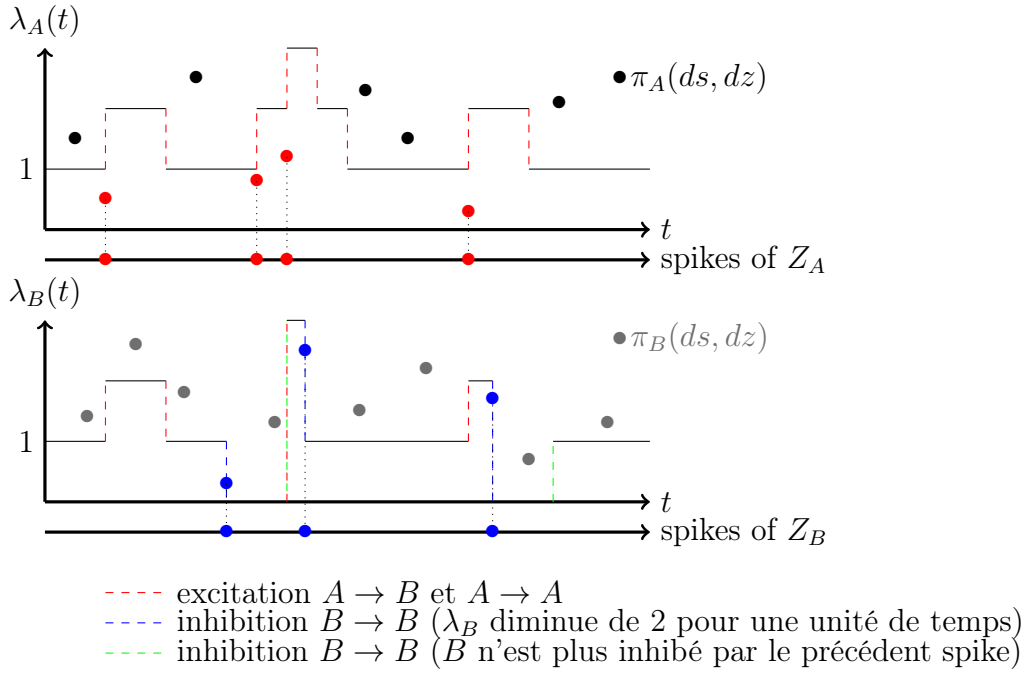 λ_A(t)
π_A(ds, dz)
1
t
spikes of Z_A
λ_B(t)
π_B(ds, dz)
1
t
spikes of Z_B
excitation A → B et A → A
inhibition B → B (λ_B diminue de 2 pour une unité de temps)
inhibition B → B (B n'est plus inhibé par le précédent spike)